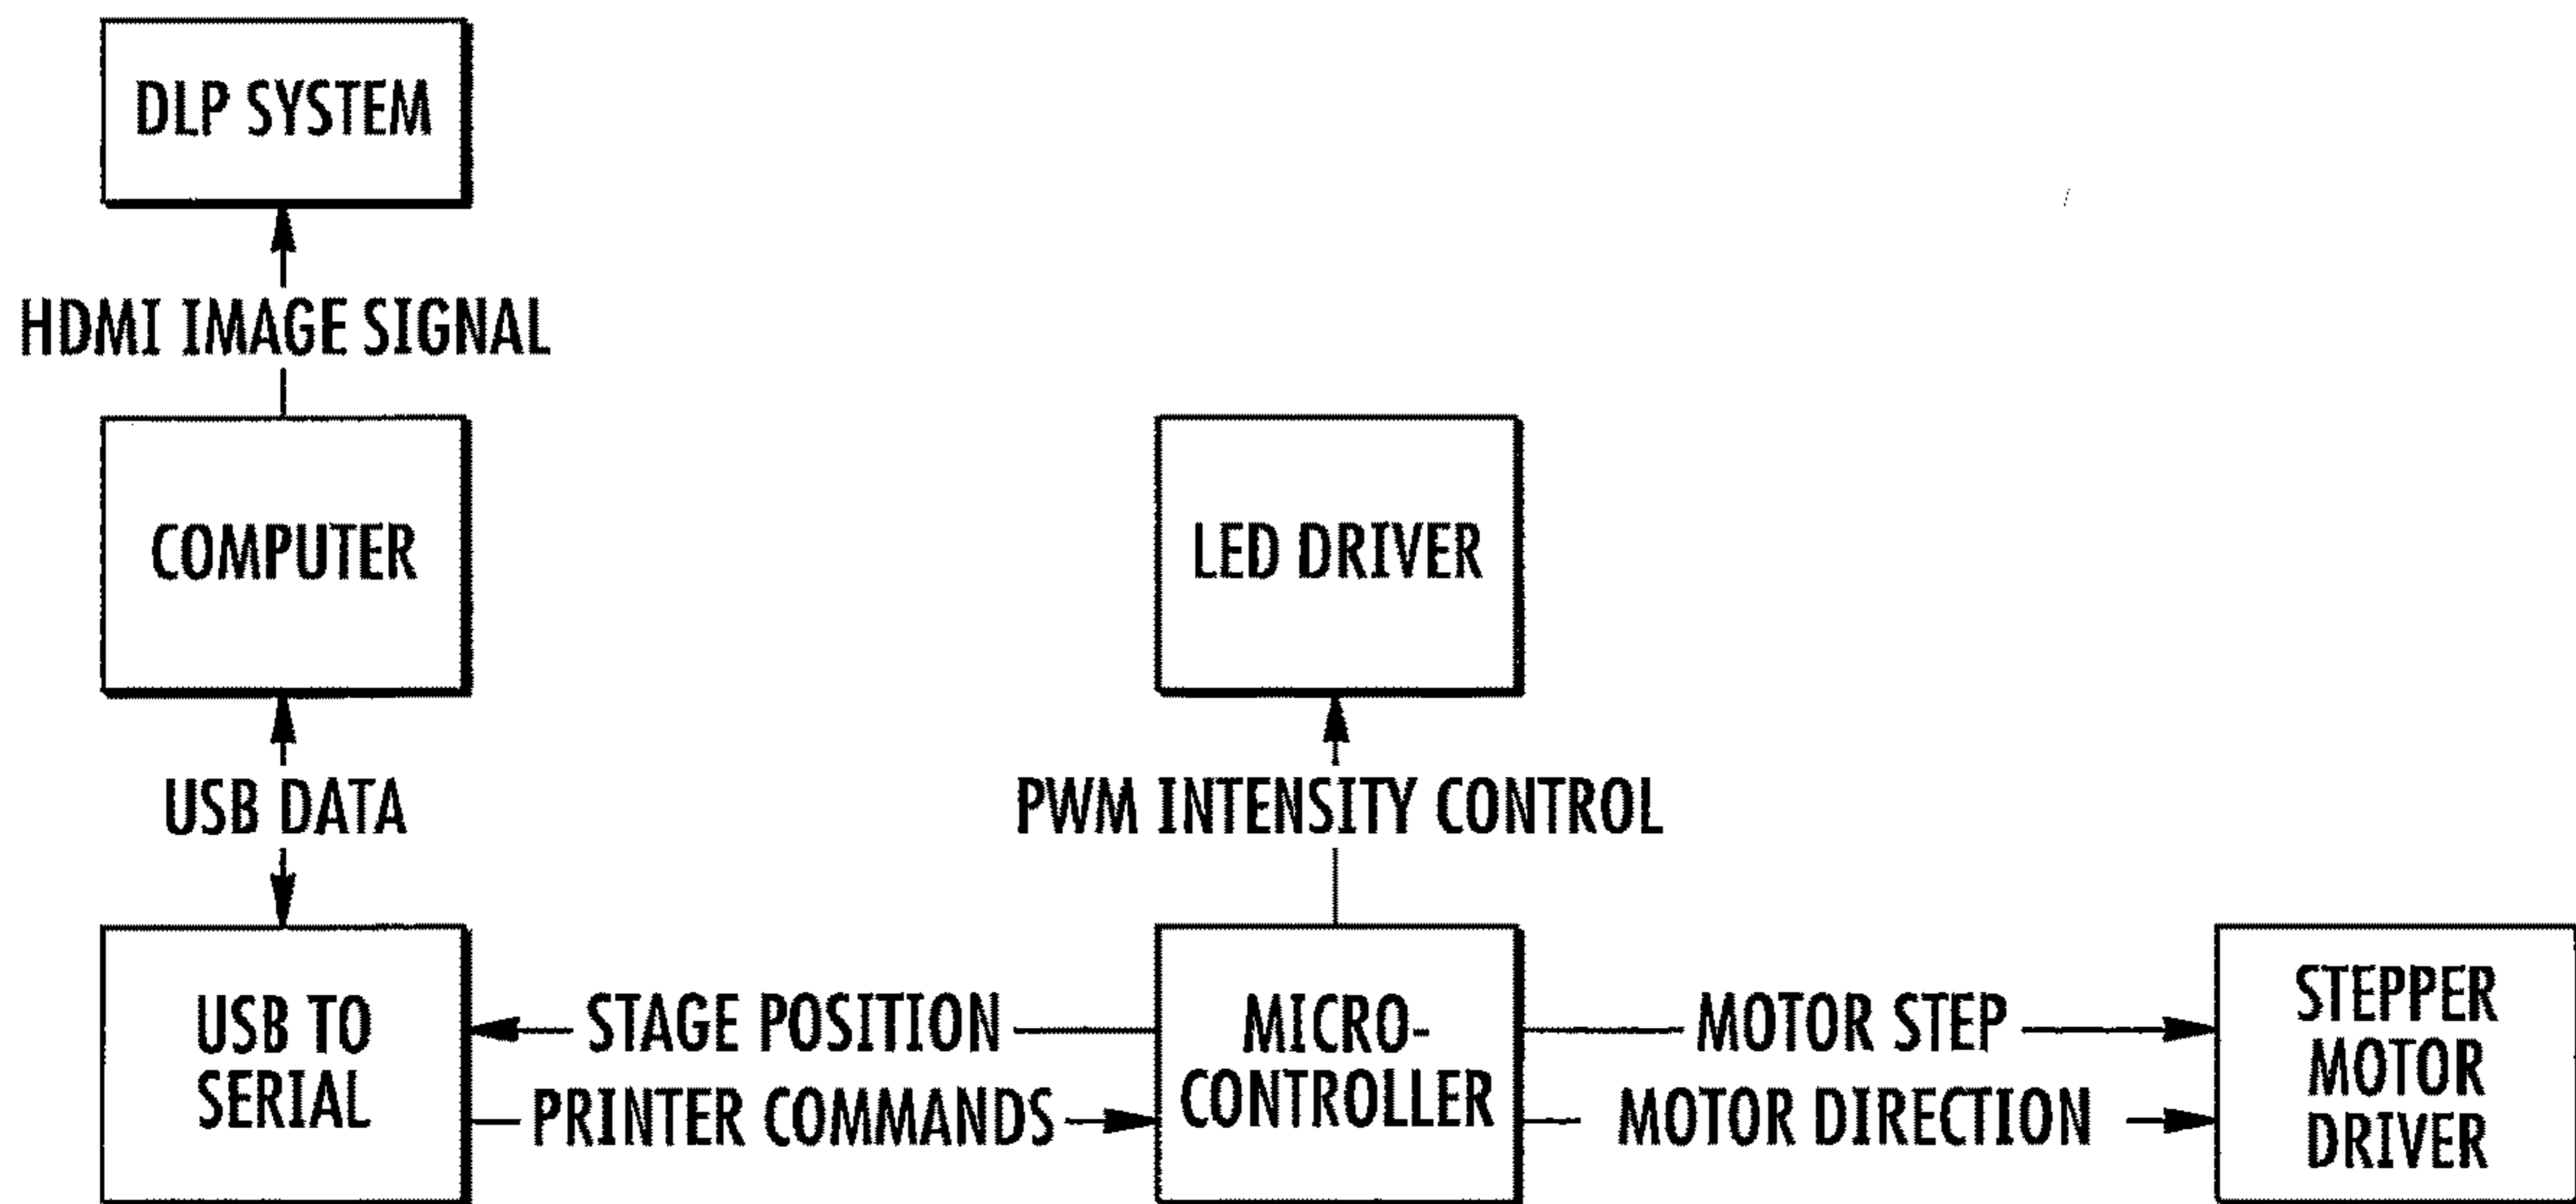 DLP SYSTEM
HDMI IMAGE SIGNAL
COMPUTER
LED DRIVER
USB DATA
PWM INTENSITY CONTROL
USB TO
SERIAL
STAGE POSITION
PRINTER COMMANDS
MICRO-
CONTROLLER
MOTOR STEP
MOTOR DIRECTION
STEPPER
MOTOR
DRIVER